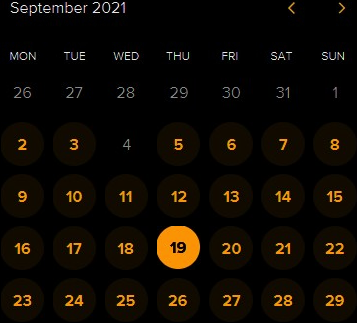 September 2021 < >
MON TUE WED THU FRI SAT SUN
26 27 28 29 30 31 1
2 3 4 5 6 7 8
9 10 11 12 13 14 15
16 17 18 19 20 21 22
23 24 25 26 27 28 29